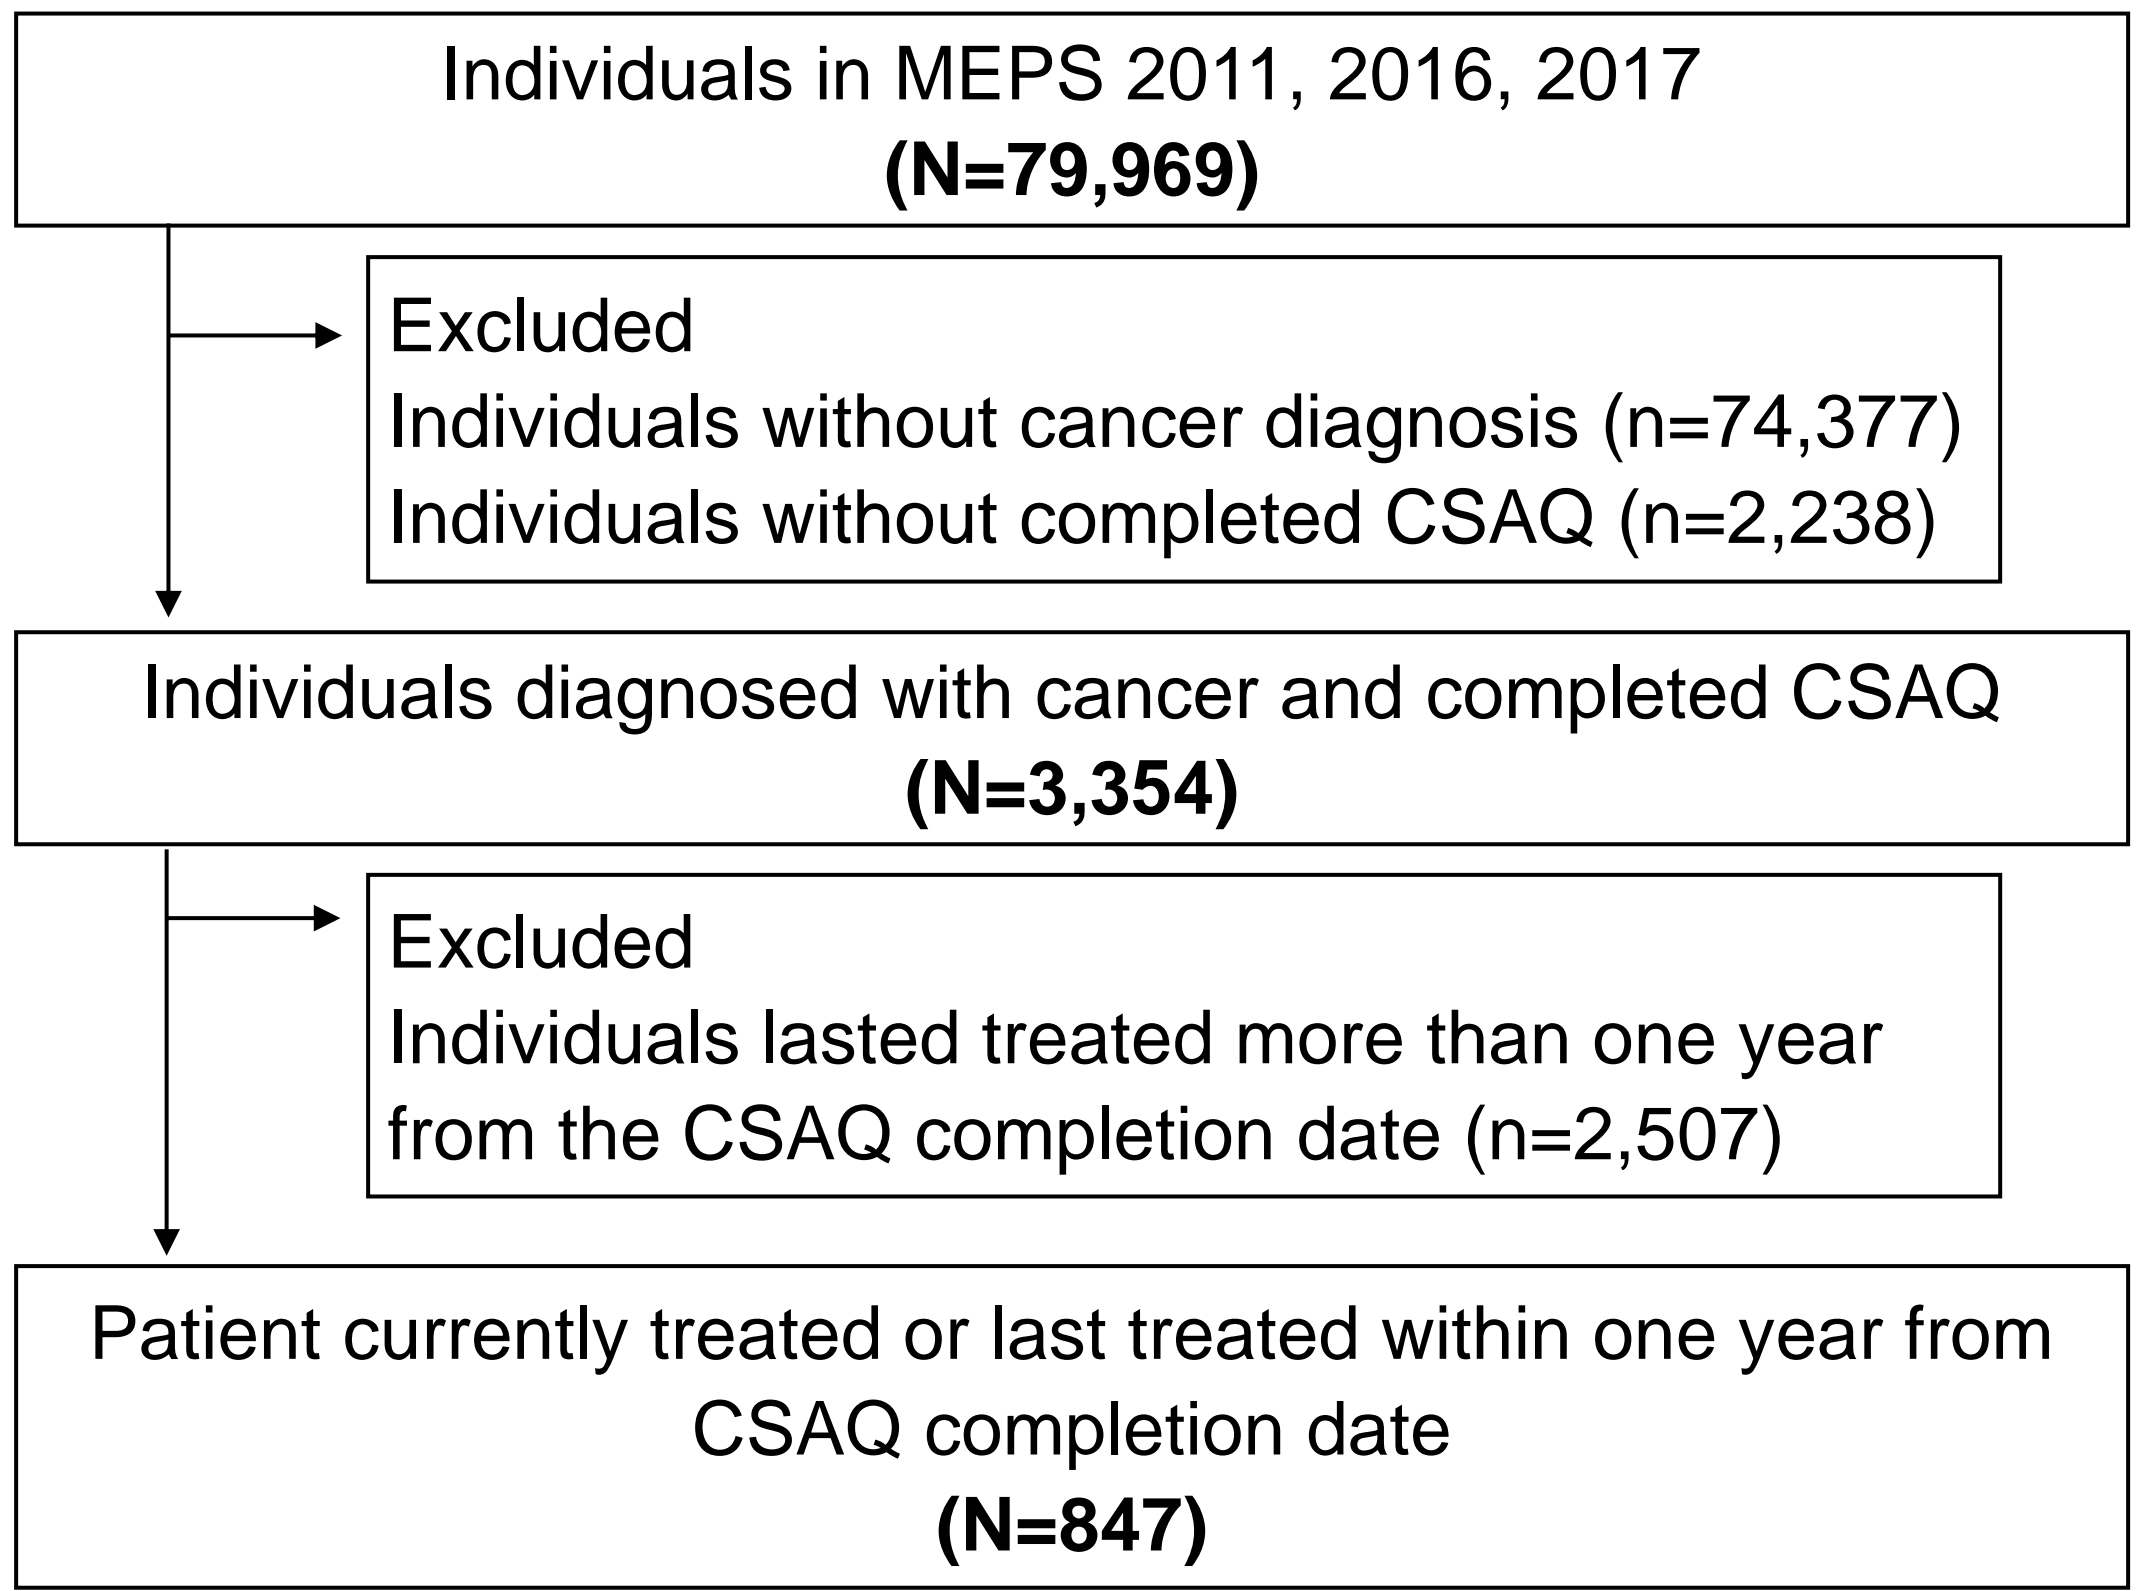 Individuals in MEPS 2011, 2016, 2017
(N=79,969)
Excluded
Individuals without cancer diagnosis (n=74,377)
Individuals without completed CSAQ (n=2,238)
Individuals diagnosed with cancer and completed CSAQ
(N=3,354)
Excluded
Individuals lasted treated more than one year
from the CSAQ completion date (n=2,507)
Patient currently treated or last treated within one year from
CSAQ completion date
(N=847)